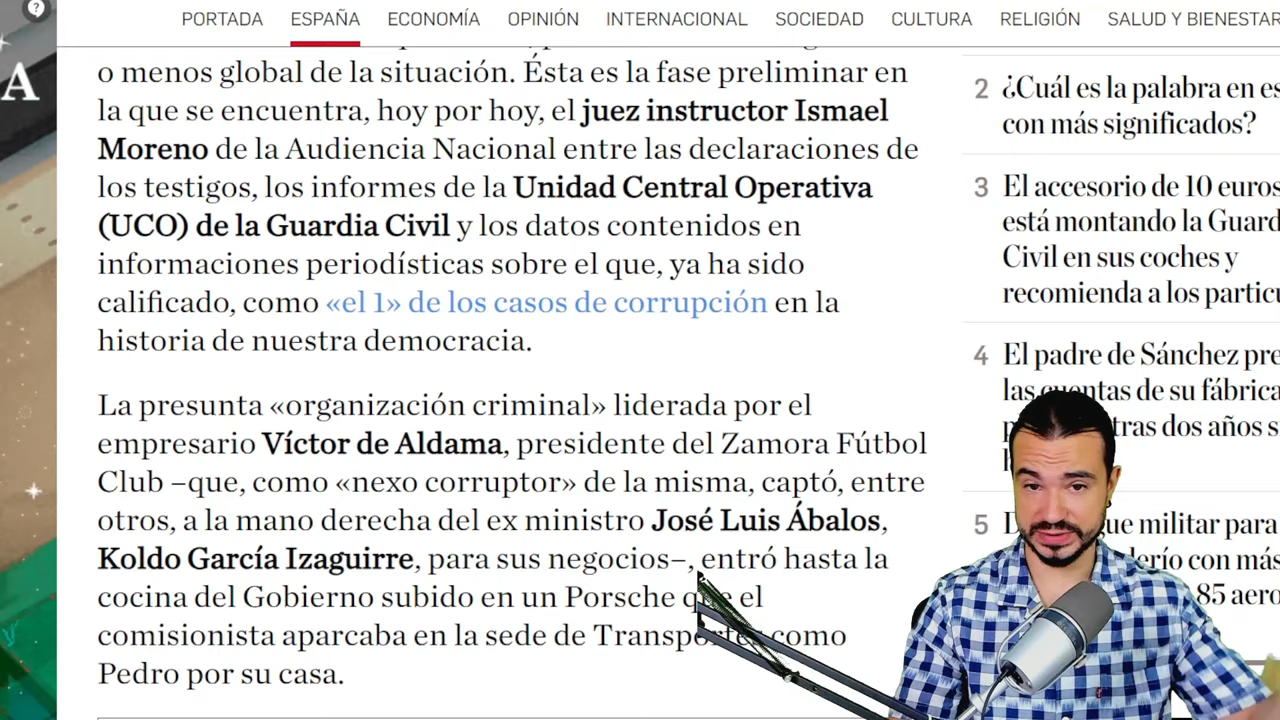 PORTADA ESPAÑA ECONOMÍA OPINIÓN INTERNACIONAL SOCIEDAD CULTURA RELIGIÓN SALUD Y BIENESTAR
A
o menos global de la situación. Ésta es la fase preliminar en
la que se encuentra, hoy por hoy, el juez instructor Ismael
Moreno de la Audiencia Nacional entre las declaraciones de
los testigos, los informes de la Unidad Central Operativa
(UCO) de la Guardia Civil y los datos contenidos en
informaciones periodísticas sobre el que, ya ha sido
calificado, como «el 1» de los casos de corrupción en la
historia de nuestra democracia.
La presunta «organización criminal» liderada por el
empresario Víctor de Aldama, presidente del Zamora Fútbol
Club –que, como «nexo corruptor» de la misma, captó, entre
otros, a la mano derecha del ex ministro José Luis Ábalos,
Koldo García Izaguirre, para sus negocios–, entró hasta la
cocina del Gobierno subido en un Porsche que el
comisionista aparcaba en la sede de Transportes como
Pedro por su casa.
2 ¿Cuál es la palabra en es
con más significados?
3 El accesorio de 10 euros
está montando la Guard
Civil en sus coches y
recomienda a los particu
4 El padre de Sánchez pre
las cuentas de su fábrica
tras dos años s
5 que militar para
derío con más
85 aero